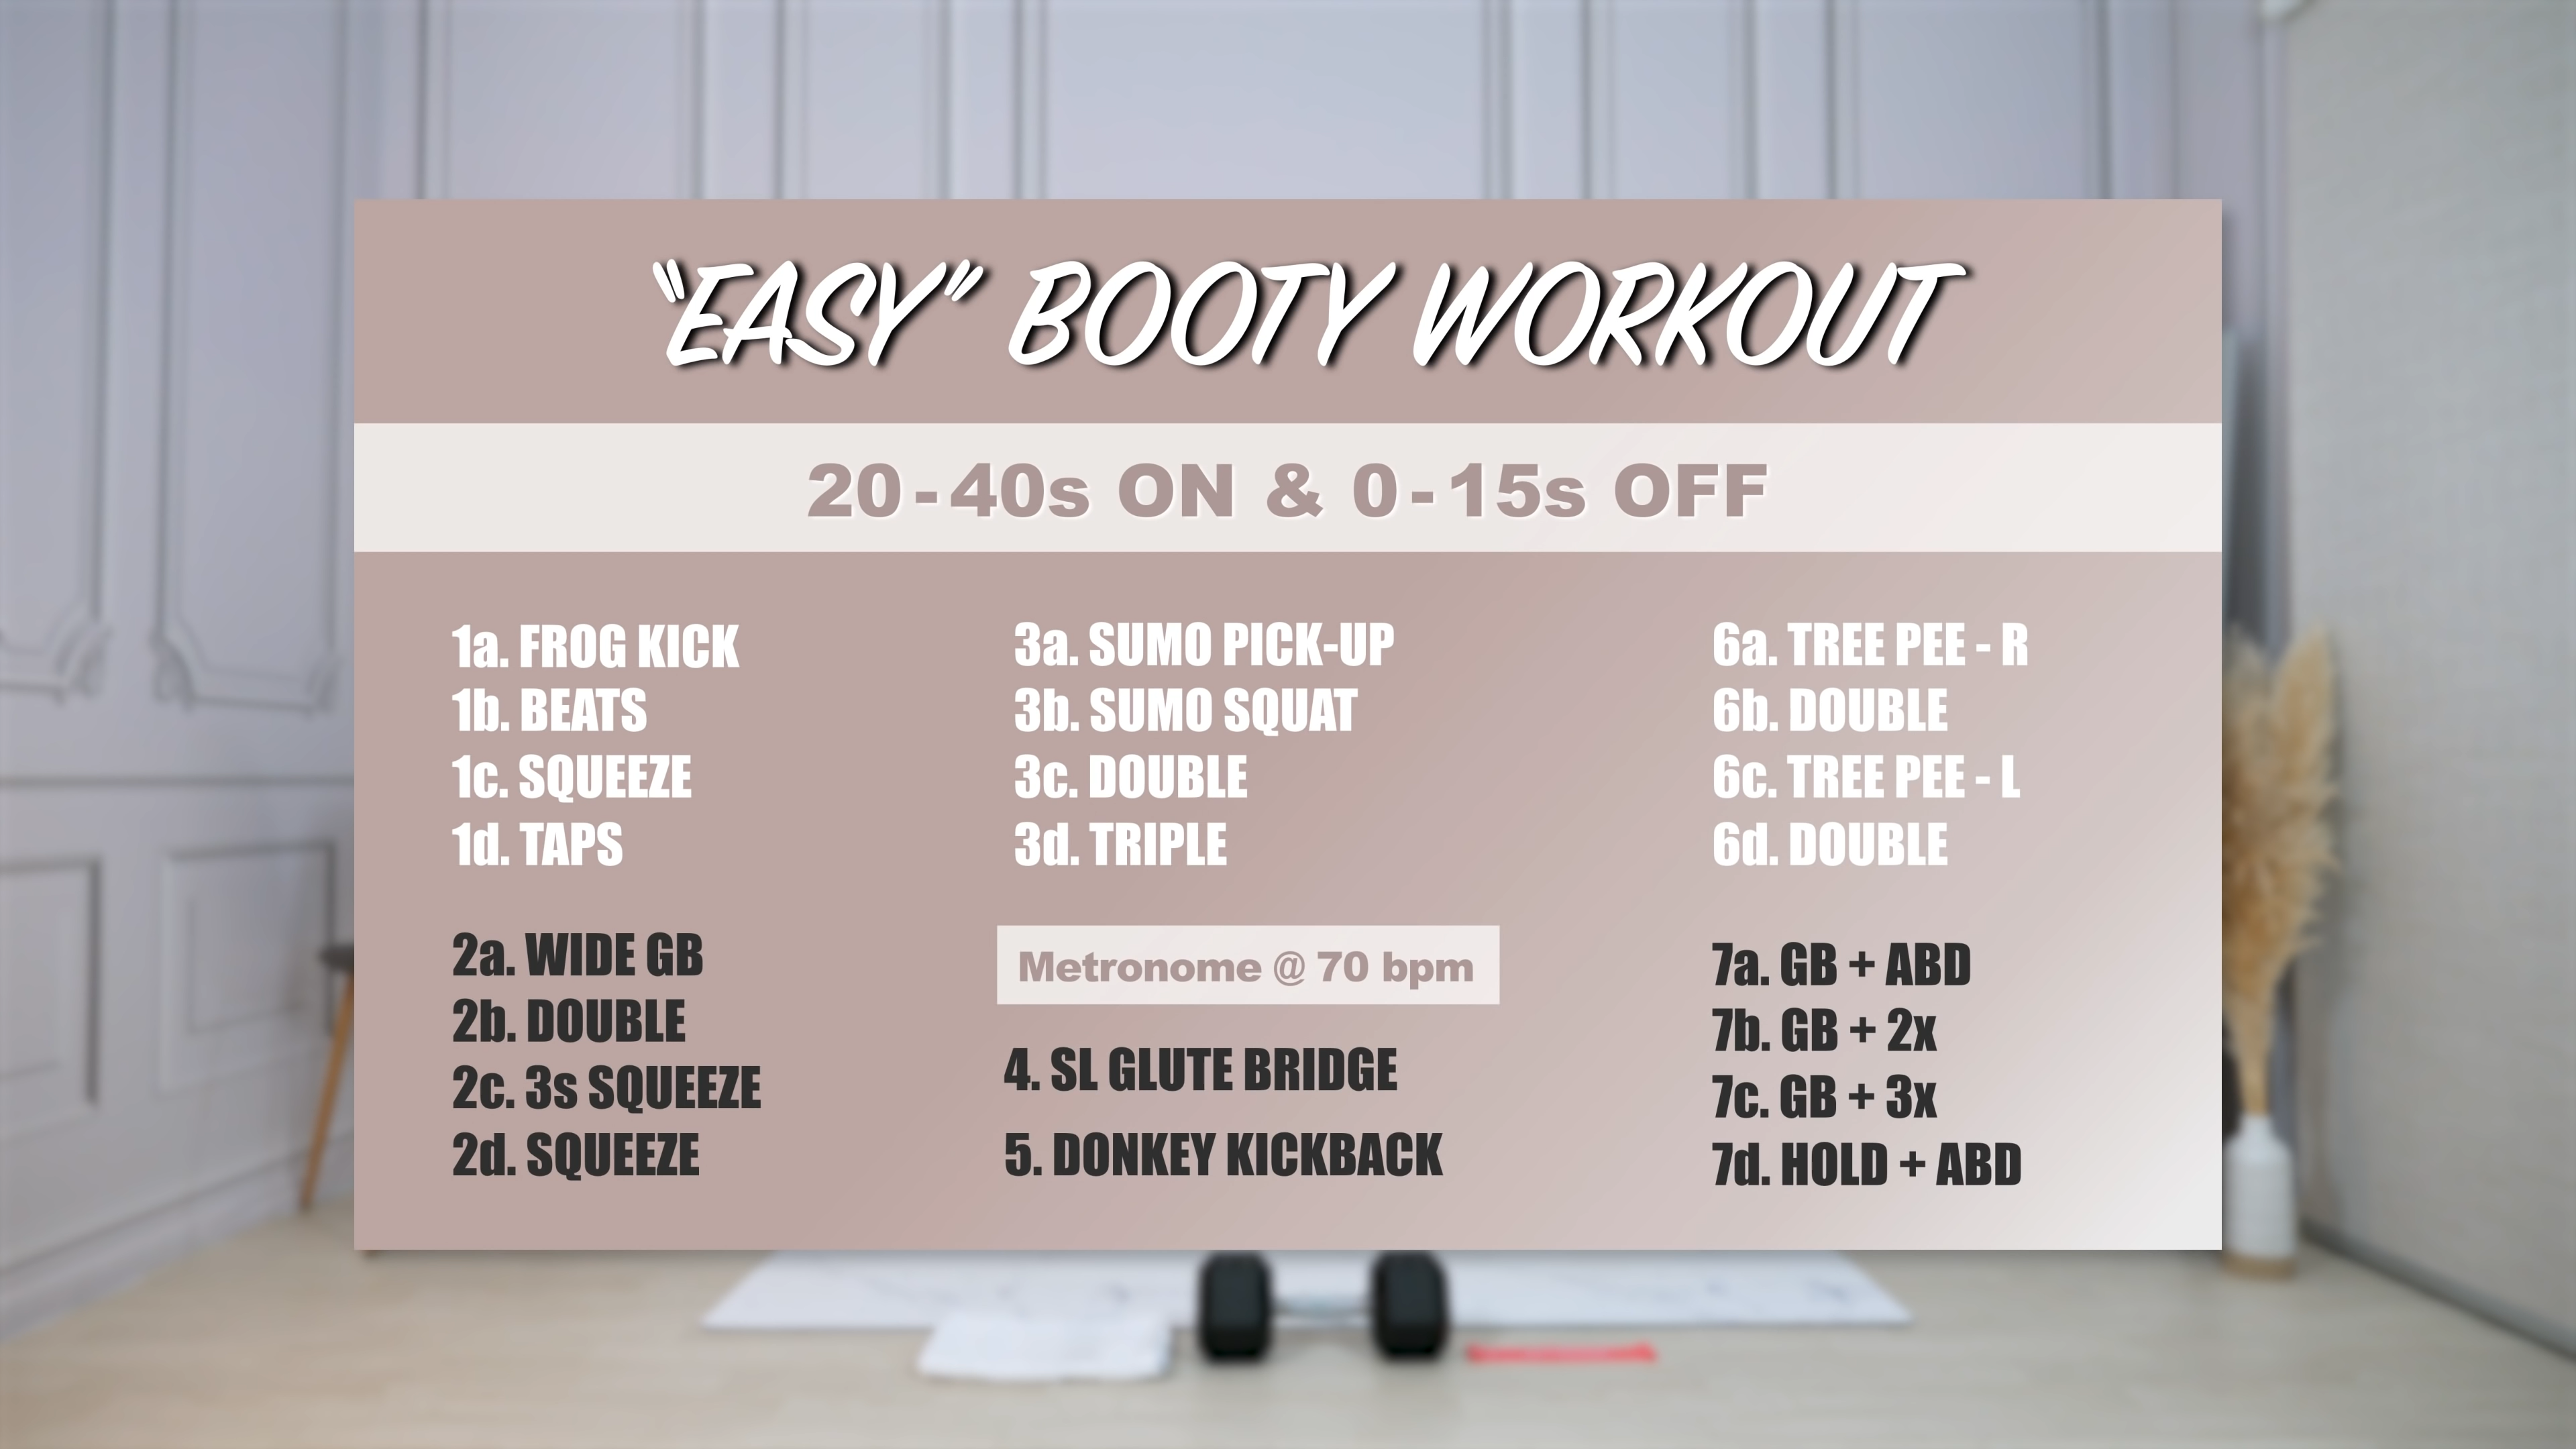 “EASY” BOOTY WORKOUT
20-40s ON & 0-15s OFF
1a. FROG KICK
1b. BEATS
1c. SQUEEZE
1d. TAPS
2a. WIDE GB
2b. DOUBLE
2c. 3s SQUEEZE
2d. SQUEEZE
3a. SUMO PICK-UP
3b. SUMO SQUAT
3c. DOUBLE
3d. TRIPLE
Metronome @ 70 bpm
4. SL GLUTE BRIDGE
5. DONKEY KICKBACK
6a. TREE PEE - R
6b. DOUBLE
6c. TREE PEE - L
6d. DOUBLE
7a. GB + ABD
7b. GB + 2x
7c. GB + 3x
7d. HOLD + ABD